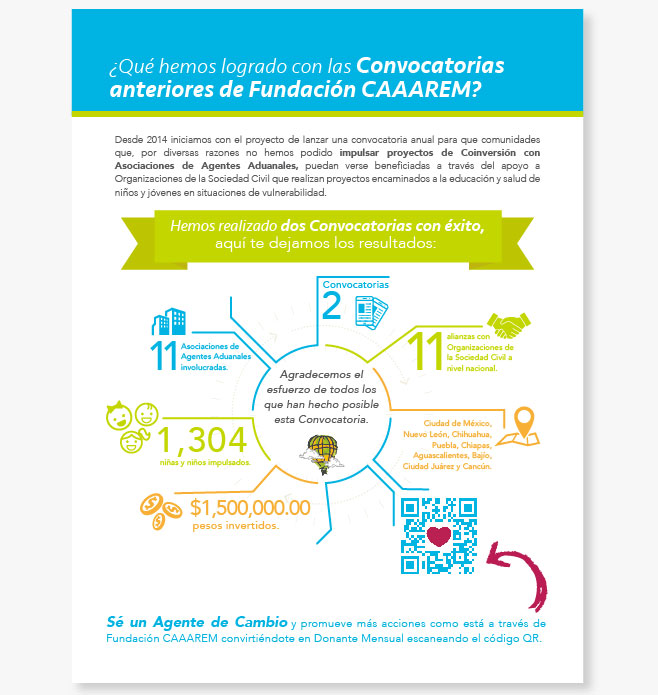 ¿Qué hemos logrado con las Convocatorias
anteriores de Fundación CAAAREM?
Desde 2014 iniciamos con el proyecto de lanzar una convocatoria anual para que comunidades
que, por diversas razones no hemos podido impulsar proyectos de Coinversión con
Asociaciones de Agentes Aduanales, puedan verse beneficiadas a través del apoyo a
Organizaciones de la Sociedad Civil que realizan proyectos encaminados a la educación y salud de
niños y jóvenes en situaciones de vulnerabilidad.
Hemos realizado dos Convocatorias con éxito,
aquí te dejamos los resultados:
Convocatorias
2
11
Asociaciones de
Agentes Aduanales
involucradas.
11
alianzas con
Organizaciones de
la Sociedad Civil a
nivel nacional.
Agradecemos el
esfuerzo de todos los
que han hecho posible
esta Convocatoria.
1,304
niñas y niños impulsados.
Ciudad de México,
Nuevo León, Chihuahua,
Puebla, Chiapas,
Aguascalientes, Bajío,
Ciudad Juárez y Cancún.
$1,500,000.00
pesos invertidos.
Sé un Agente de Cambio y promueve más acciones como está a través de
Fundación CAAAREM convirtiéndote en Donante Mensual escaneando el código QR.